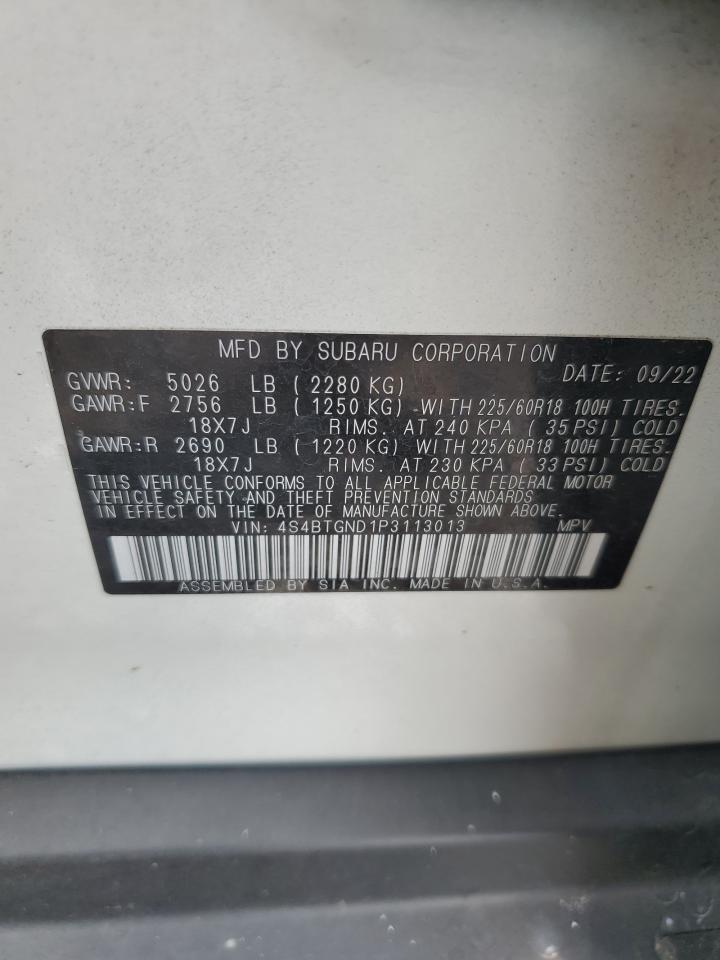 MFD BY SUBARU CORPORATION DATE: 09/22
GVWR: 5026 LB ( 2280 KG)
GAWR:F 2756 LB ( 1250 KG) WITH 225/60R18 100H TIRES.
18X7J RIMS. AT 240 KPA ( 35 PSI) COLD
GAWR:R 2690 LB ( 1220 KG) WITH 225/60R18 100H TIRES.
18X7J RIMS. AT 230 KPA ( 33 PSI) COLD
THIS VEHICLE CONFORMS TO ALL APPLICABLE FEDERAL MOTOR
VEHICLE SAFETY AND THEFT PREVENTION STANDARDS
IN EFFECT ON THE DATE OF MANUFACTURE SHOWN ABOVE.
VIN: 4S4BTGND1P3113013 MPV
ASSEMBLED BY SIA INC. MADE IN U.S.A.